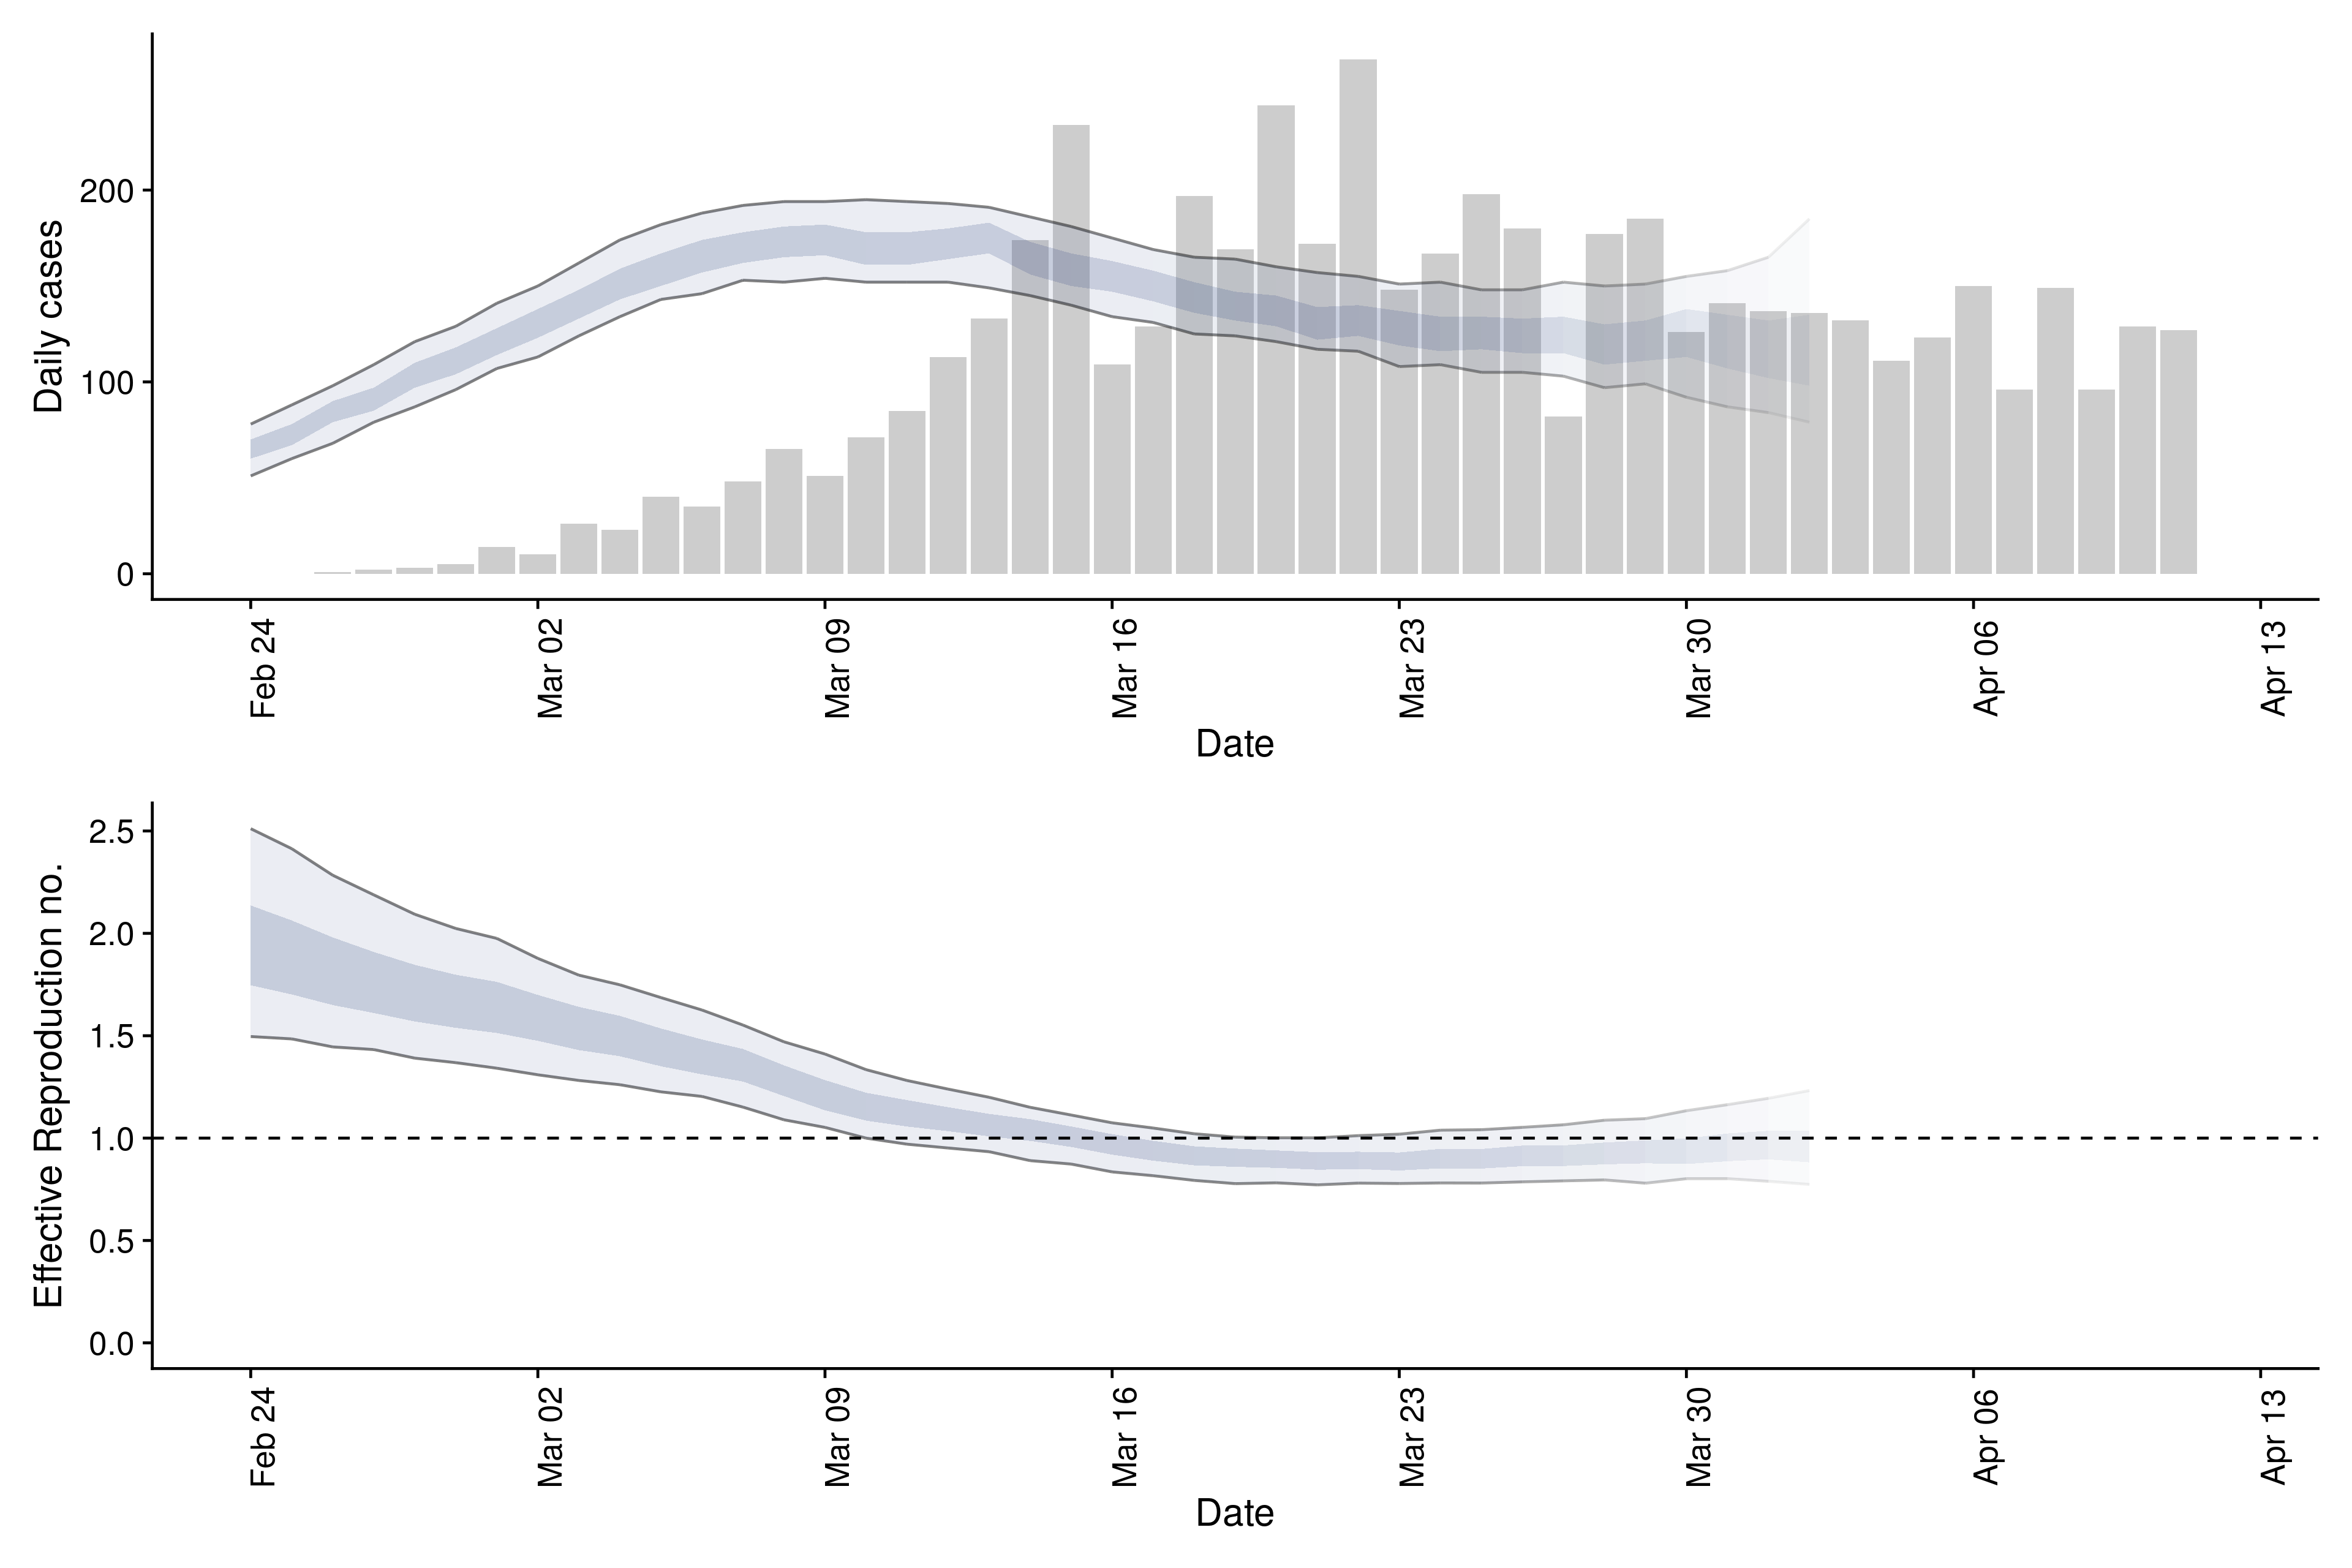 Daily cases
200
100
0
Feb 24
Mar 02
Mar 09
Mar 16
Mar 23
Mar 30
Apr 06
Apr 13
Date
Effective Reproduction no.
2.5
2.0
1.5
1.0
0.5
0.0
Feb 24
Mar 02
Mar 09
Mar 16
Mar 23
Mar 30
Apr 06
Apr 13
Date